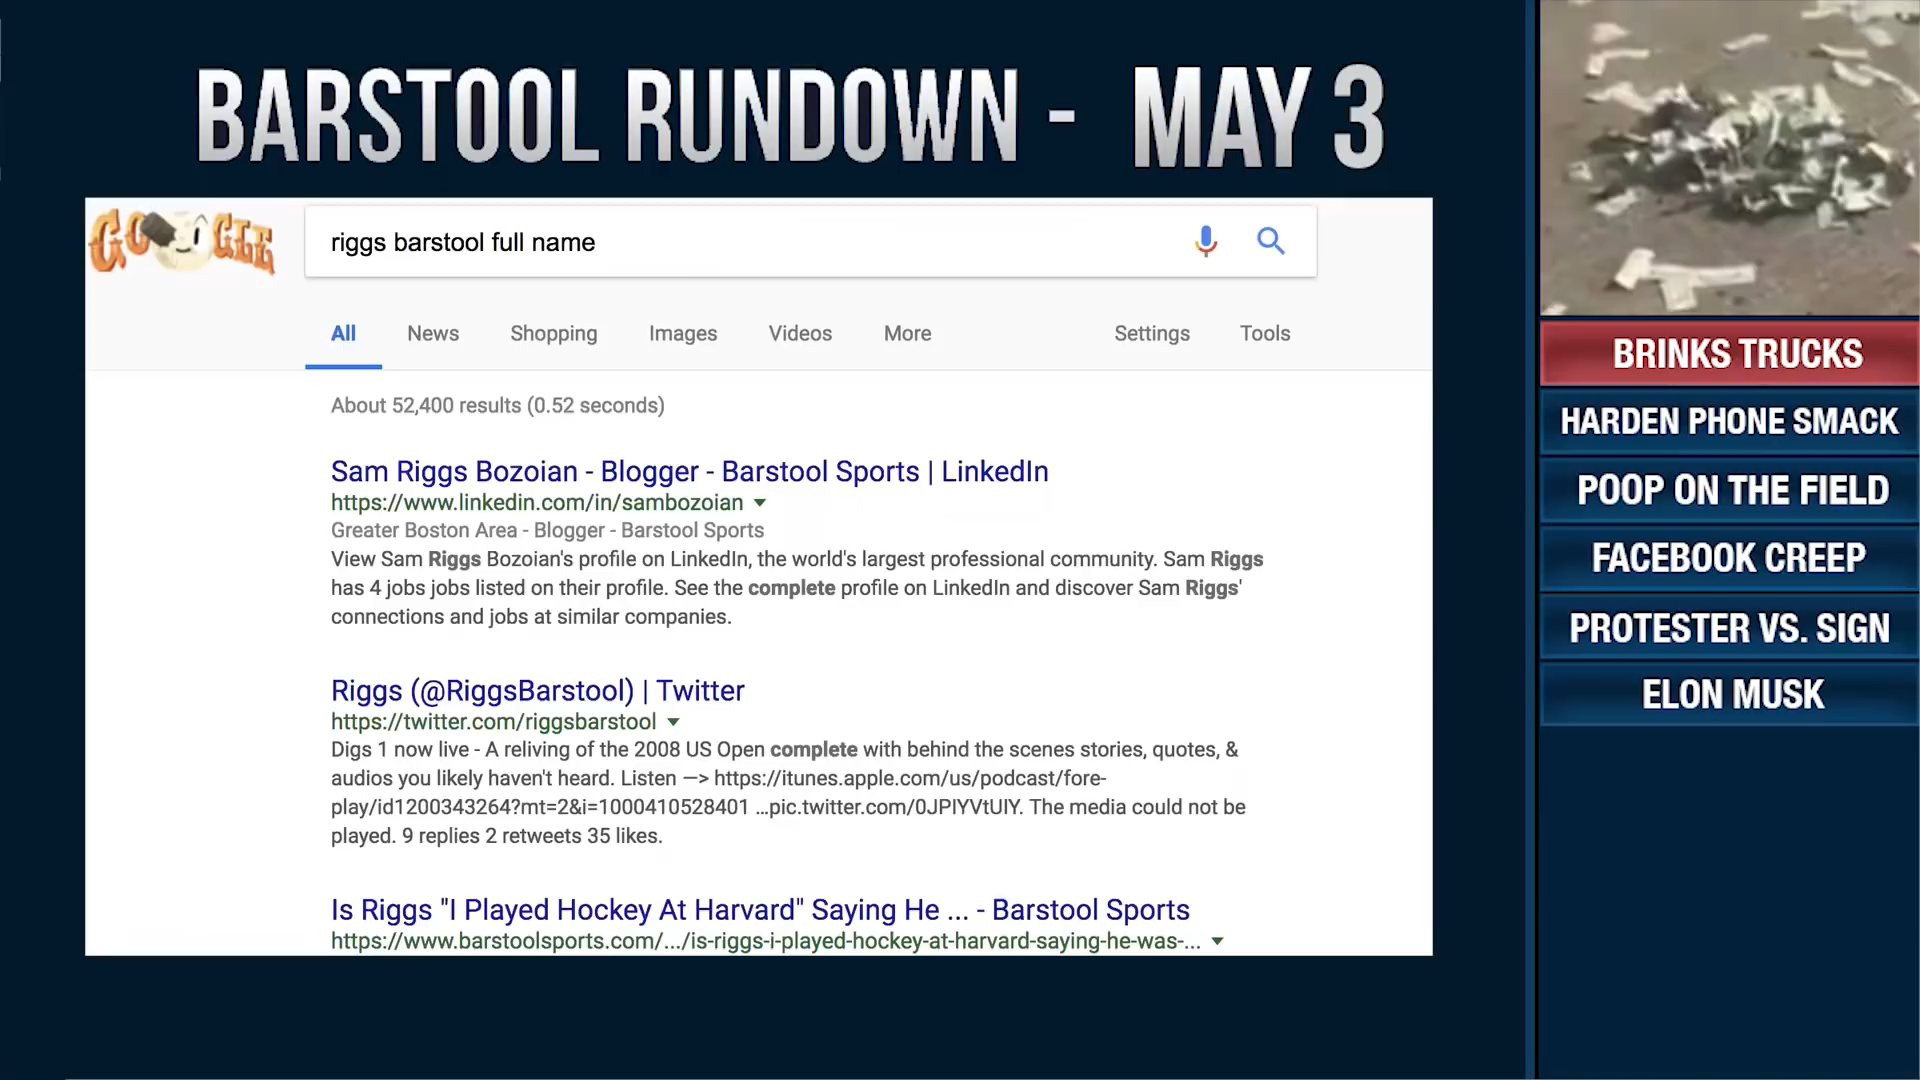 BARSTOOL RUNDOWN - MAY 3
GOOGLE
riggs barstool full name
All News Shopping Images Videos More Settings Tools
About 52,400 results (0.52 seconds)
Sam Riggs Bozoian - Blogger - Barstool Sports | LinkedIn
https://www.linkedin.com/in/sambozoian
Greater Boston Area - Blogger - Barstool Sports
View Sam Riggs Bozoian's profile on LinkedIn, the world's largest professional community. Sam Riggs
has 4 jobs jobs listed on their profile. See the complete profile on LinkedIn and discover Sam Riggs'
connections and jobs at similar companies.
Riggs (@RiggsBarstool) | Twitter
https://twitter.com/riggsbarstool
Digs 1 now live - A reliving of the 2008 US Open complete with behind the scenes stories, quotes, &
audios you likely haven't heard. Listen —> https://itunes.apple.com/us/podcast/fore-
play/id1200343264?mt=2&i=1000410528401 …pic.twitter.com/0JPIYVtUIY. The media could not be
played. 9 replies 2 retweets 35 likes.
Is Riggs "I Played Hockey At Harvard" Saying He ... - Barstool Sports
https://www.barstoolsports.com/.../is-riggs-i-played-hockey-at-harvard-saying-he-was-...
BRINKS TRUCKS
HARDEN PHONE SMACK
POOP ON THE FIELD
FACEBOOK CREEP
PROTESTER VS. SIGN
ELON MUSK